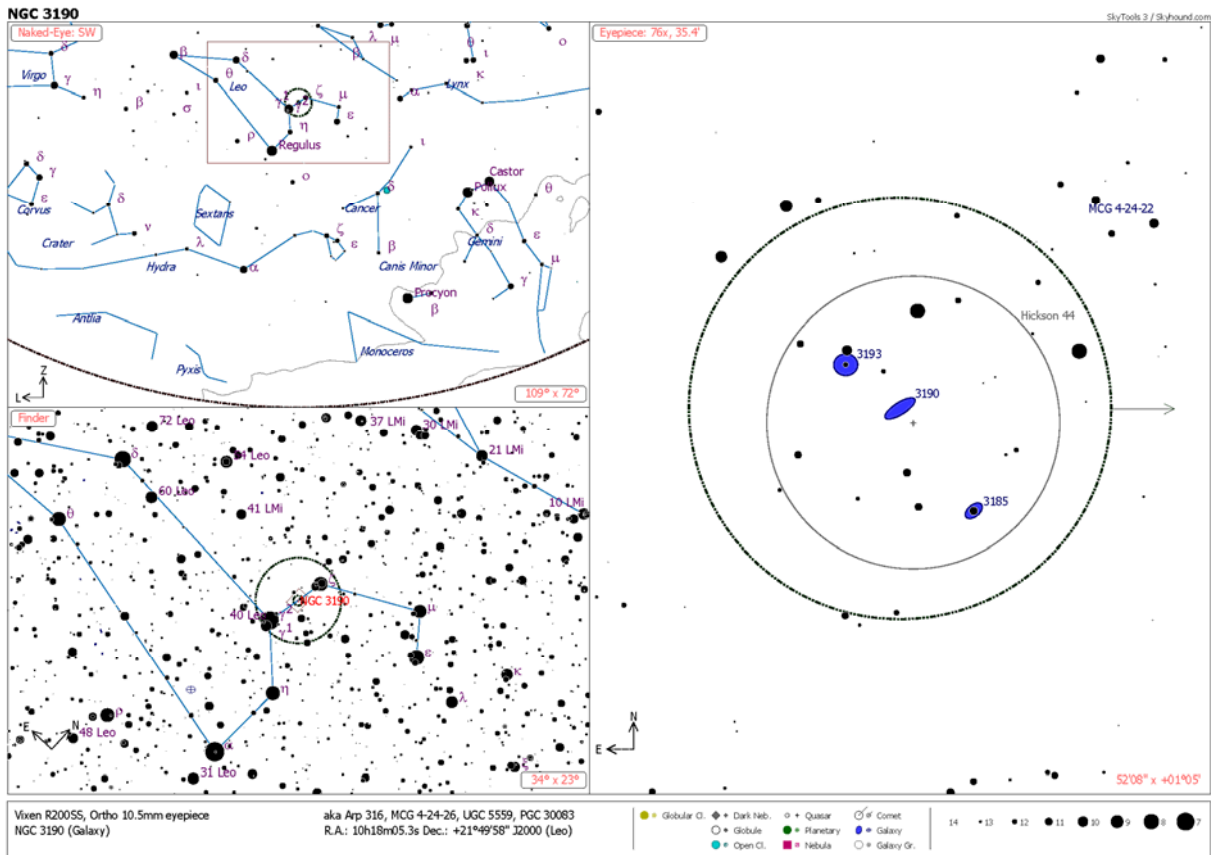 NGC 3190
SkyTools 3 / Skyhound.com
Naked-Eye: SW
δ
Virgo
γ
η
β
σ
ι
β
θ
δ
Leo
ζ
γ1
γ2
μ
ε
η
ρ
Regulus
ο
λ
μ
β
θ
ι
κ
ο
α
Lynx
ι
δ
Cancer
β
Castor
Pollux
θ
κ
δ
Gemini
ε
μ
γ
δ
γ
ε
Corvus
δ
Crater
ν
Sextans
λ
Hydra
α
ζ
ε
Canis Minor
Procyon
β
Antlia
Pyxis
Monoceros
Z
L
109° x 72°
Finder
72 Leo
37 LMi
30 LMi
21 LMi
10 LMi
δ
60 Leo
41 LMi
θ
ζ
NGC 3190
40 Leo
γ2
γ1
μ
ε
κ
λ
η
ρ
48 Leo
α
31 Leo
ξ
E
N
34° x 23°
Eyepiece: 76x, 35.4'
MCG 4-24-22
Hickson 44
3193
3190
3185
N
E
52'08" x +01°05'
Vixen R200SS, Ortho 10.5mm eyepiece
NGC 3190 (Galaxy)
aka Arp 316, MCG 4-24-26, UGC 5559, PGC 30083
R.A.: 10h18m05.3s Dec.: +21°49'58" J2000 (Leo)
Globular Cl.
Dark Neb.
Quasar
Comet
Globule
Planetary
Galaxy
Open Cl.
Nebula
Galaxy Gr.
14 13 12 11 10 9 8 7